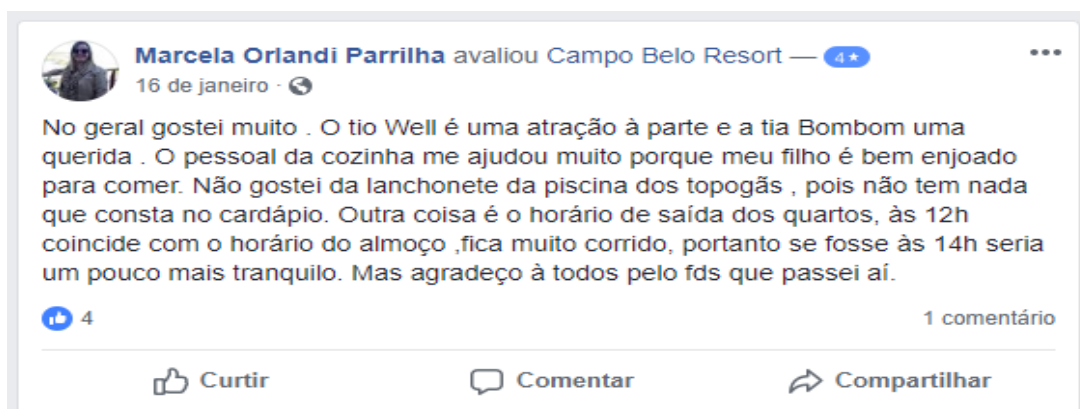 Marcela Orlandi Parrilha avaliou Campo Belo Resort — 4★
16 de janeiro ·
No geral gostei muito . O tio Well é uma atração à parte e a tia Bombom uma
querida . O pessoal da cozinha me ajudou muito porque meu filho é bem enjoado
para comer. Não gostei da lanchonete da piscina dos topogãs , pois não tem nada
que consta no cardápio. Outra coisa é o horário de saída dos quartos, às 12h
coincide com o horário do almoço ,fica muito corrido, portanto se fosse às 14h seria
um pouco mais tranquilo. Mas agradeço à todos pelo fds que passei aí.
4 1 comentário
Curtir Comentar Compartilhar